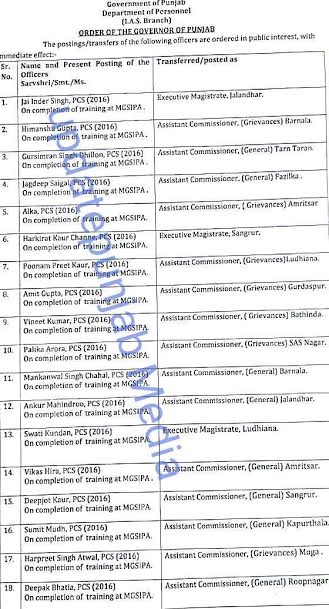 Government of Punjab
Department of Personnel
(I.A.S. Branch)
ORDER OF THE GOVERNOR OF PUNJAB
The postings/transfers of the following officers are ordered in public interest, with
immediate effect:-
Sr. No. Name and Present Posting of the Officers Sarvshri/Smt./Ms. Transferred/posted as
1. Jai Inder Singh, PCS (2016) Executive Magistrate, Jalandhar.
On completion of training at MGSIPA .
2. Himanshu Gupta, PCS (2016) Assistant Commissioner, (Grievances) Barnala.
On completion of training at MGSIPA .
3. Gursimran Singh Dhillon, PCS (2016) Assistant Commissioner, (General) Tarn Taran.
On completion of training at MGSIPA.
4. Jagdeep Saigal, PCS (2016) Assistant Commissioner, (General) Fazilka .
On completion of training at MGSIPA .
5. Alka, PCS (2016) Assistant Commissioner, ( Grievances) Amritsar
On completion of training at MGSIPA .
6. Harkirat Kaur Channe, PCS (2016) Executive Magistrate, Sangrur.
On completion of training at MGSIPA .
7. Poonam Preet Kaur, PCS (2016) Assistant Commissioner, (Grievances)Ludhiana.
On completion of training at MGSIPA.
8. Amit Gupta, PCS (2016) Assistant Commissioner, (Grievances) Gurdaspur.
On completion of training at MGSIPA.
9. Vineet Kumar, PCS (2016) Assistant Commissioner, ( Grievances) Bathinda.
On completion of training at MGSIPA.
10. Palika Arora, PCS (2016) Assistant Commissioner, (Grievances) SAS Nagar.
On completion of training at MGSIPA.
11. Mankanwal Singh Chahal, PCS (2016) Assistant Commissioner, (General) Barnala.
On completion of training at MGSIPA.
12. Ankur Mahindroo, PCS (2016) Assistant Commissioner, (General) Jalandhar.
On completion of training at MGSIPA.
13. Swati Kundan, PCS (2016) Executive Magistrate, Ludhiana.
On completion of training at MGSIPA.
14. Vikas Hira, PCS (2016) Assistant Commissioner, (General) Amritsar.
On completion of training at MGSIPA.
15. Deepjot Kaur, PCS (2016) Assistant Commissioner, (General) Sangrur.
On completion of training at MGSIPA.
16. Sumit Mudh, PCS (2016) Assistant Commissioner, (General) Kapurthala.
On completion of training at MGSIPA.
17. Harpreet Singh Atwal, PCS (2016) Assistant Commissioner, (Grievances) Moga .
On completion of training at MGSIPA.
18. Deepak Bhatia, PCS (2016) Assistant Commissioner, (General) Roopnagar
On completion of training at MGSIPA.
updatepunjab Media